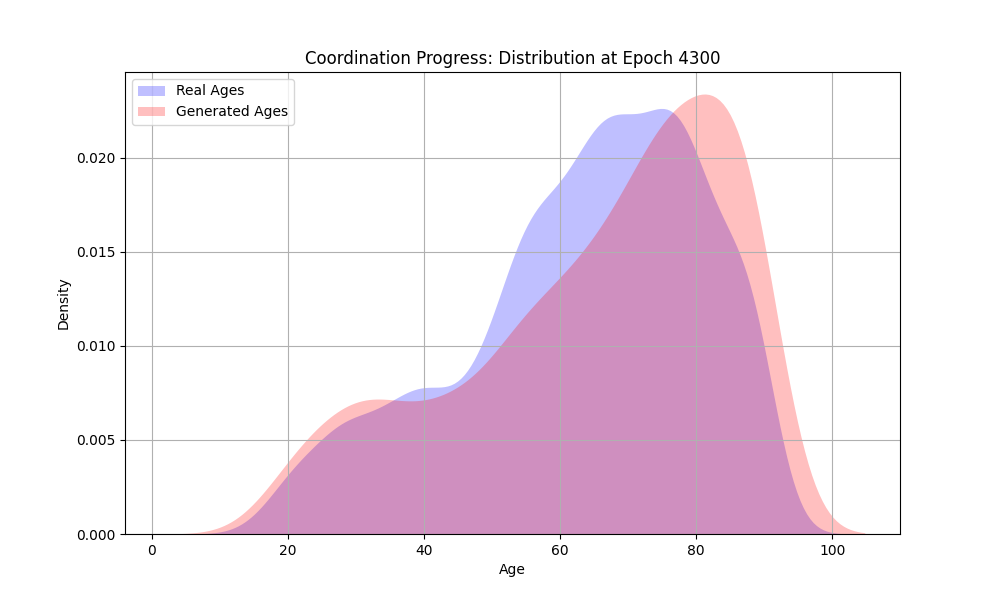 Coordination Progress: Distribution at Epoch 4300
Real Ages
Generated Ages
Density
0.020
0.015
0.010
0.005
0.000
0 20 40 60 80 100
Age